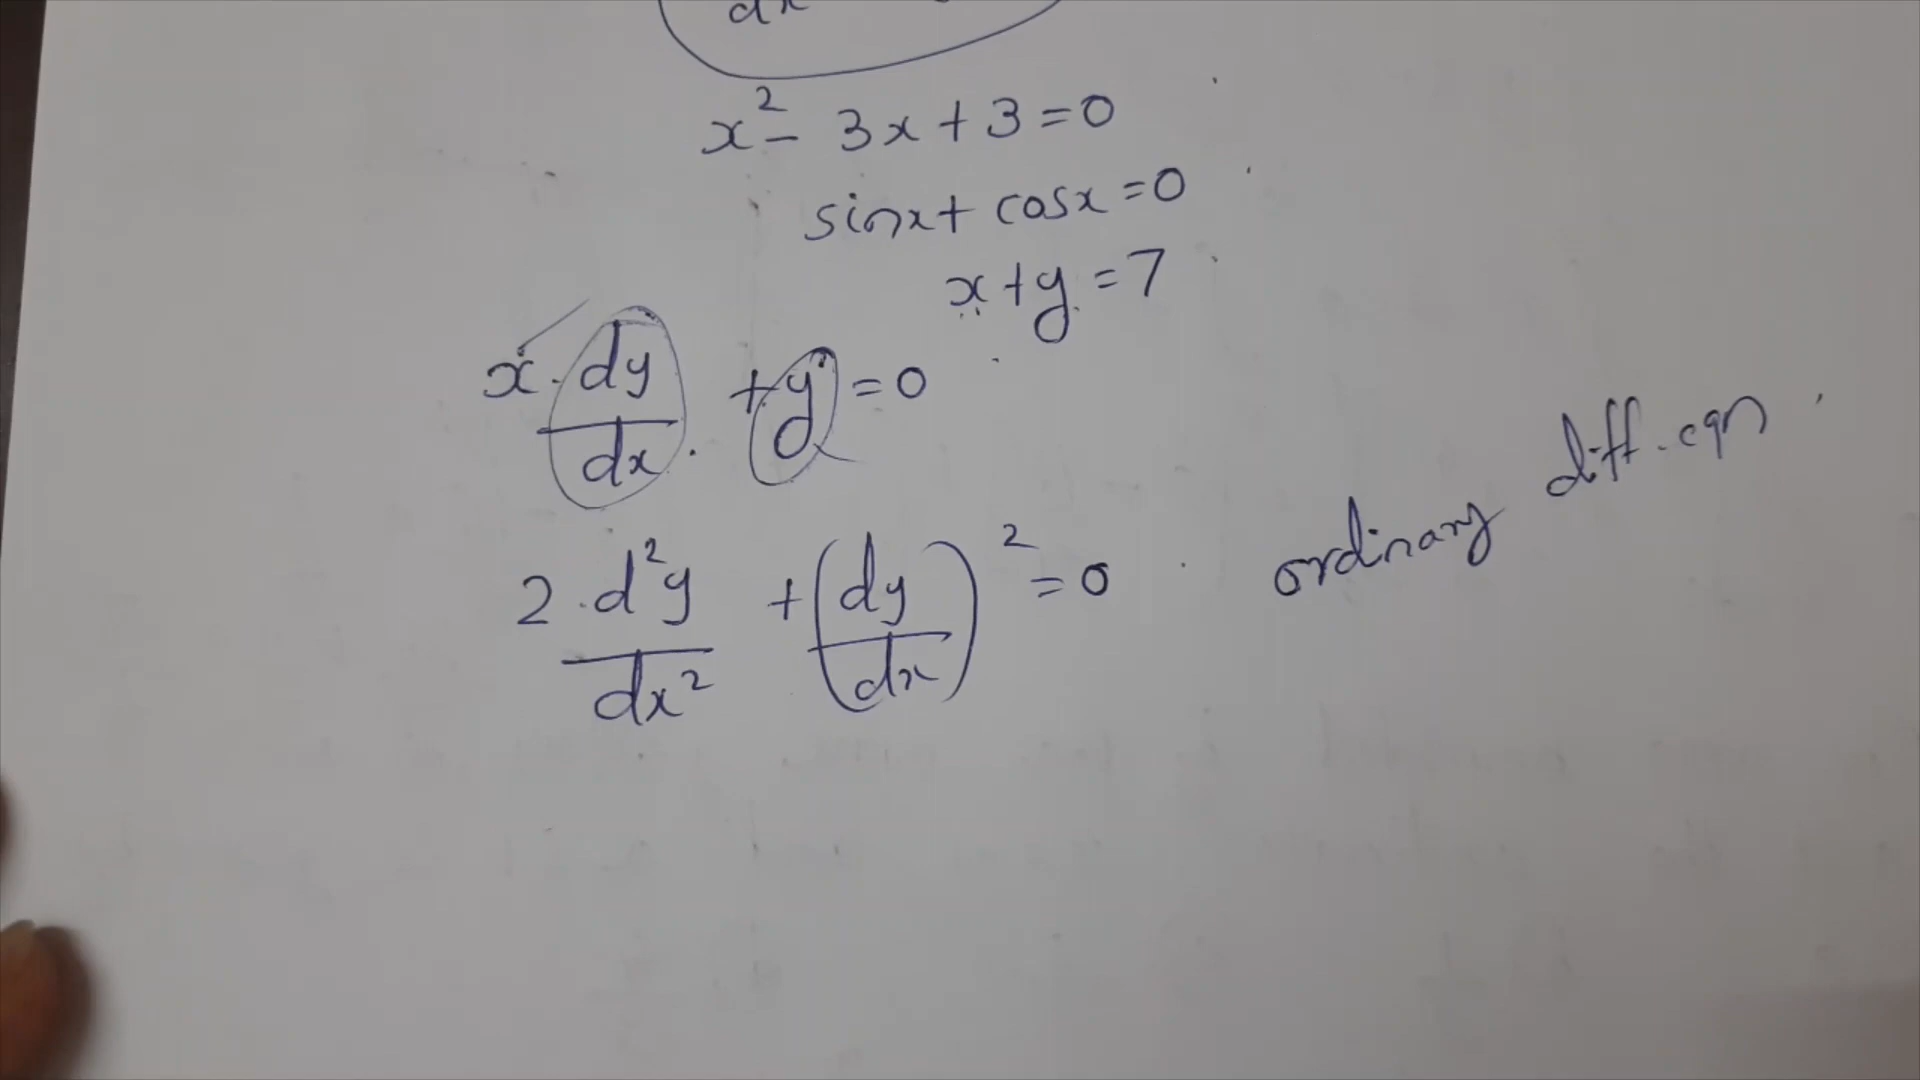 dx
x² - 3x + 3 = 0
sinx + cosx = 0
x + y = 7
x · dy/dx + y = 0
2 · d²y/dx² + (dy/dx)² = 0 · ordinary diff. eqn